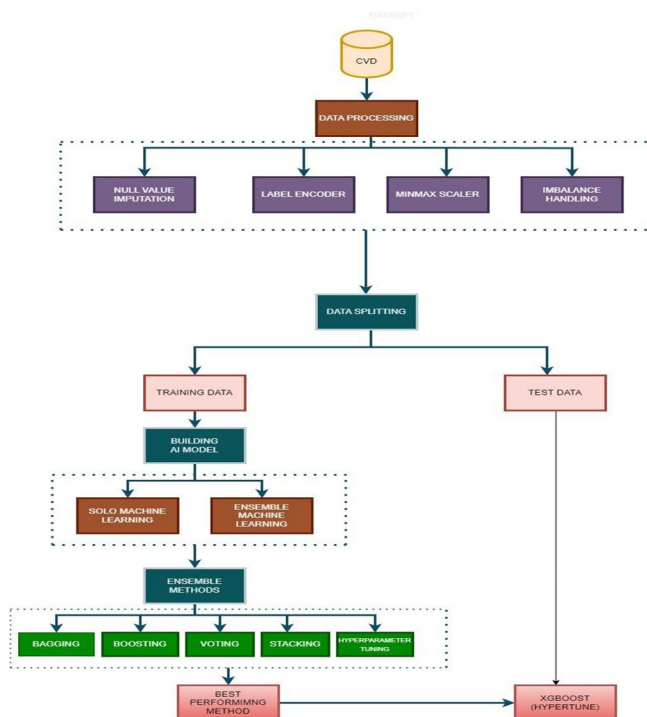 DATASET
CVD
DATA PROCESSING
NULL VALUE
IMPUTATION
LABEL ENCODER
MINMAX SCALER
IMBALANCE
HANDLING
DATA SPLITTING
TRAINING DATA
TEST DATA
BUILDING
AI MODEL
SOLO MACHINE
LEARNING
ENSEMBLE
MACHINE
LEARNING
ENSEMBLE
METHODS
BAGGING
BOOSTING
VOTING
STACKING
HYPERPARAMETER
TUNING
BEST
PERFORMIMNG
METHOD
XGBOOST
(HYPERTUNE)